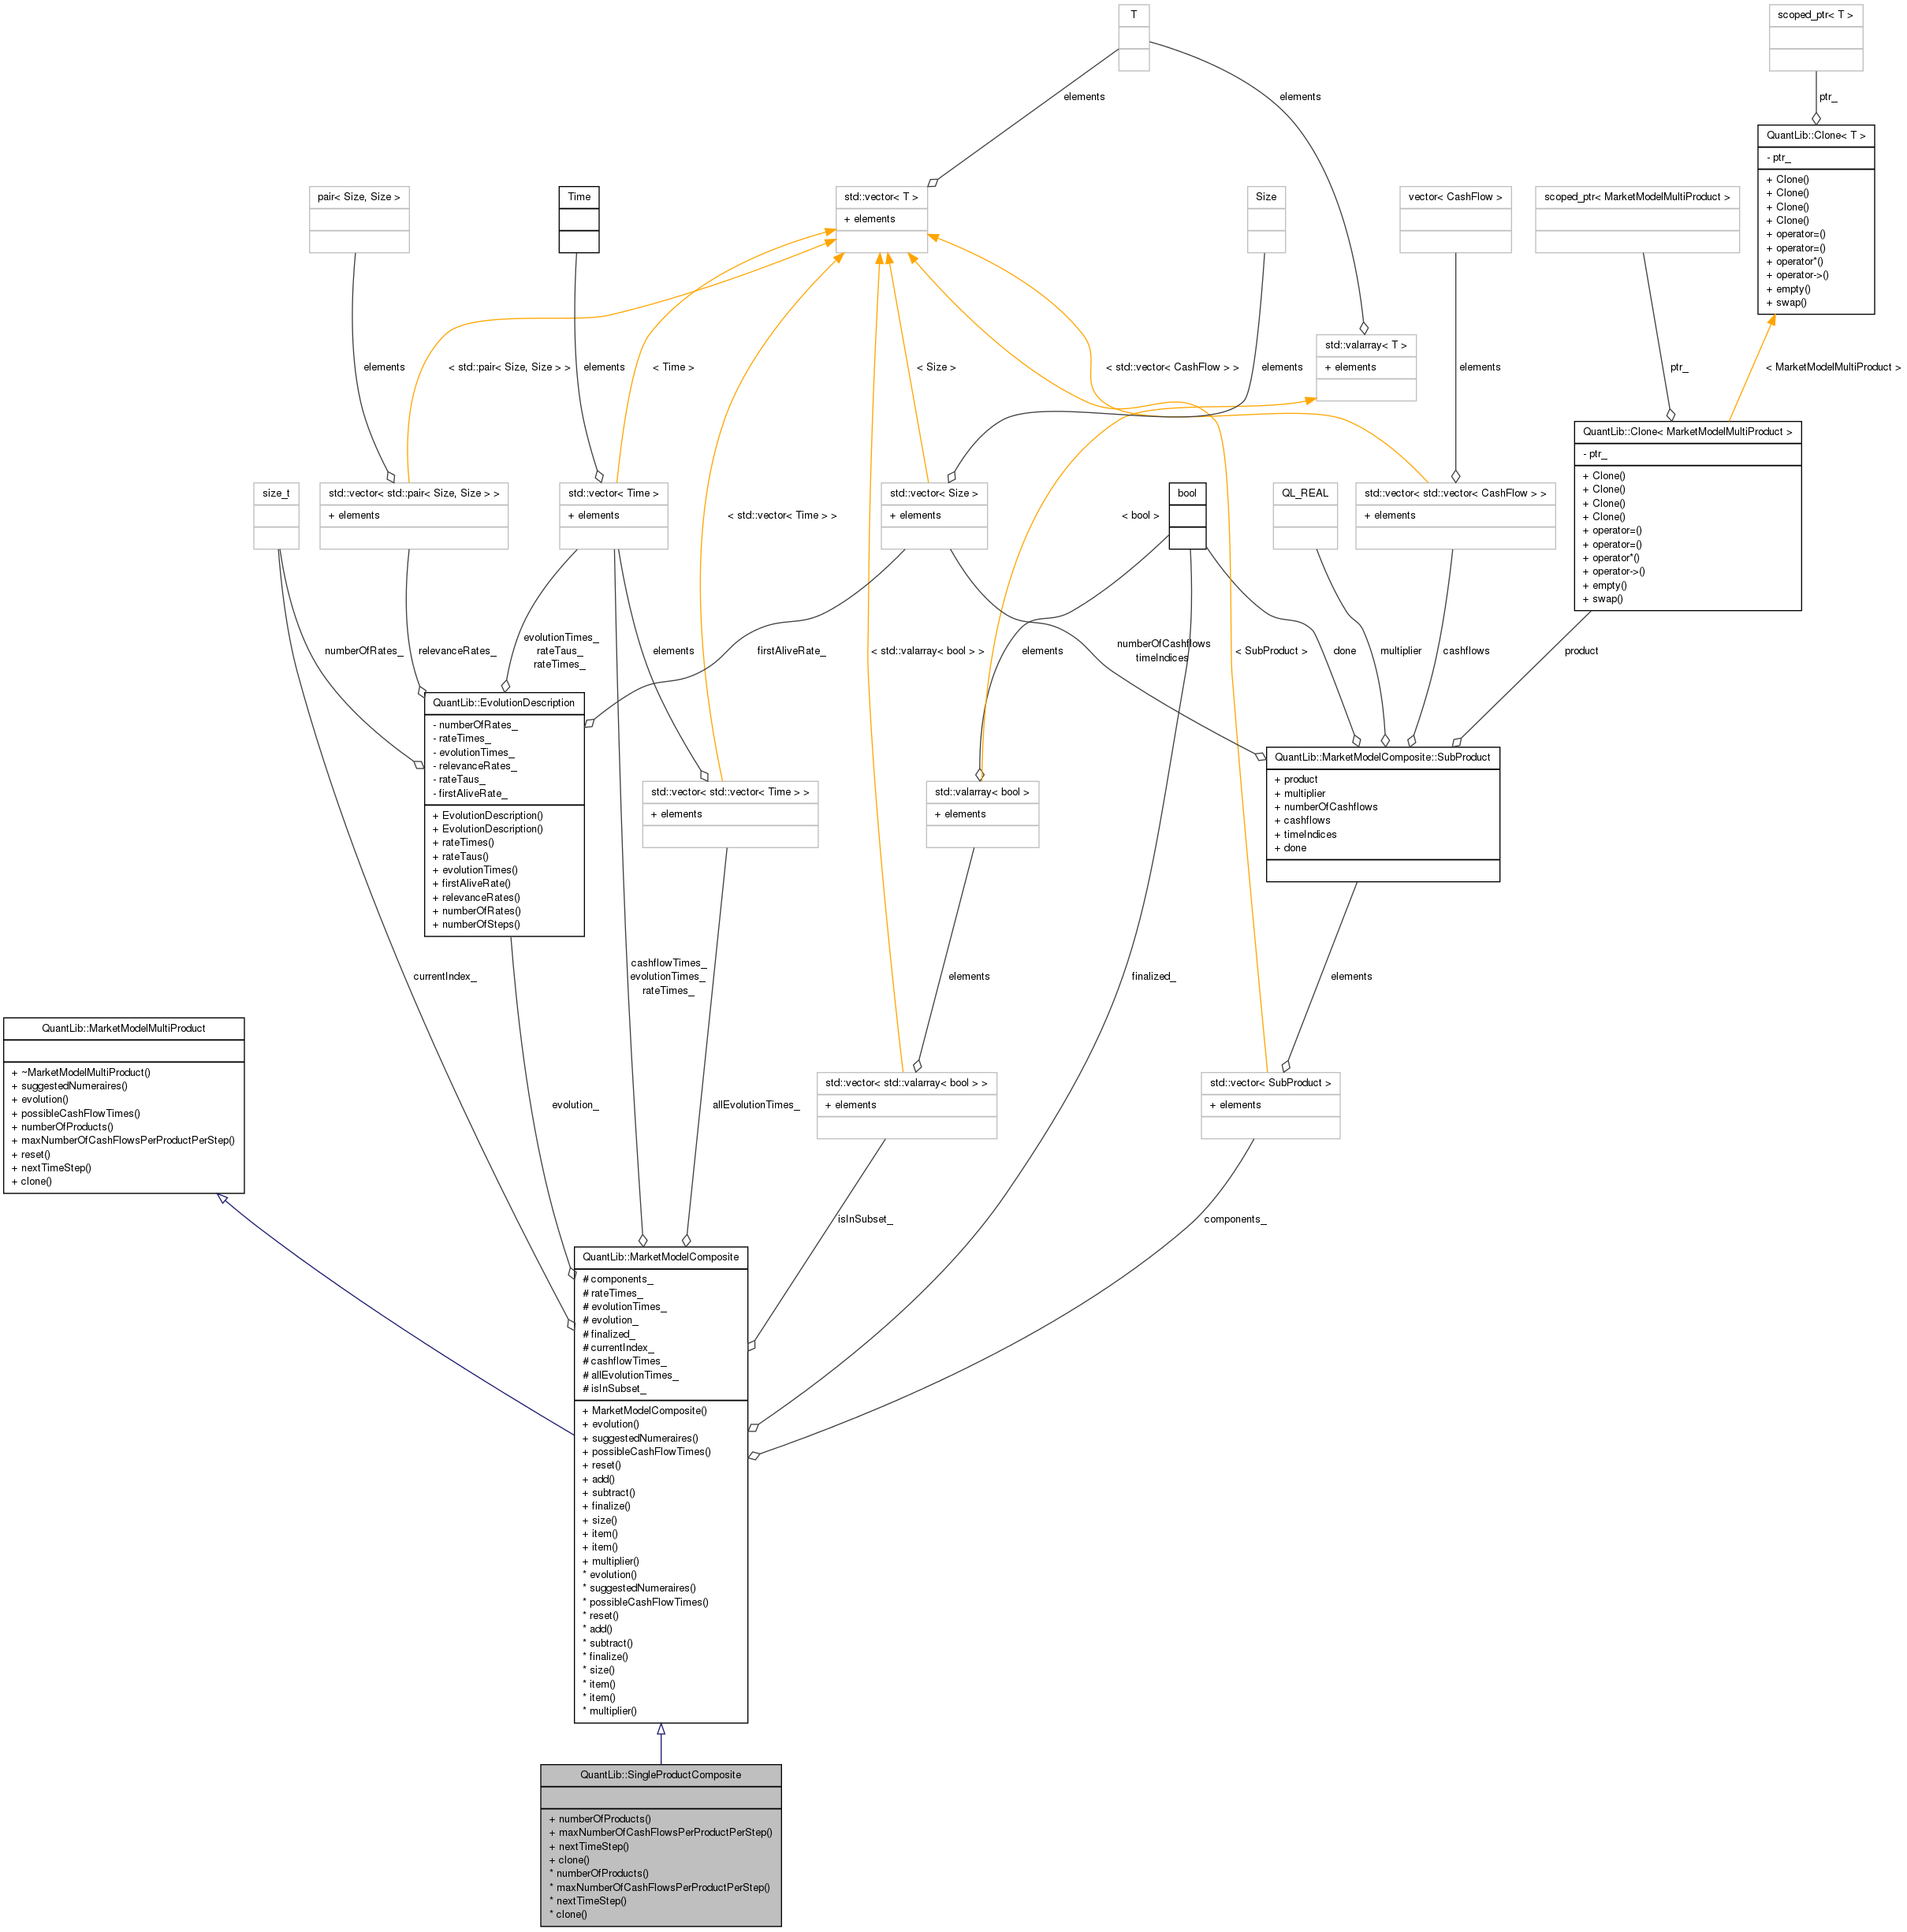 T
scoped_ptr< T >
elements
elements
ptr_
QuantLib::Clone< T >
- ptr_
+ Clone()
+ Clone()
+ Clone()
+ Clone()
+ operator=()
+ operator=()
+ operator*()
+ operator->()
+ empty()
+ swap()
pair< Size, Size >
Time
std::vector< T >
+ elements
Size
vector< CashFlow >
scoped_ptr< MarketModelMultiProduct >
std::valarray< T >
+ elements
elements
< std::pair< Size, Size > >
elements
< Time >
< Size >
< std::vector< CashFlow > >
elements
elements
ptr_
< MarketModelMultiProduct >
QuantLib::Clone< MarketModelMultiProduct >
- ptr_
+ Clone()
+ Clone()
+ Clone()
+ Clone()
+ operator=()
+ operator=()
+ operator*()
+ operator->()
+ empty()
+ swap()
size_t
std::vector< std::pair< Size, Size > >
+ elements
std::vector< Time >
+ elements
< std::vector< Time > >
std::vector< Size >
+ elements
< bool >
bool
QL_REAL
std::vector< std::vector< CashFlow > >
+ elements
numberOfRates_
relevanceRates_
evolutionTimes_
rateTaus_
rateTimes_
elements
firstAliveRate_
< std::valarray< bool > >
elements
numberOfCashflows
timeIndices
< SubProduct >
done
multiplier
cashflows
product
QuantLib::EvolutionDescription
- numberOfRates_
- rateTimes_
- evolutionTimes_
- relevanceRates_
- rateTaus_
- firstAliveRate_
+ EvolutionDescription()
+ EvolutionDescription()
+ rateTimes()
+ rateTaus()
+ evolutionTimes()
+ firstAliveRate()
+ relevanceRates()
+ numberOfRates()
+ numberOfSteps()
std::vector< std::vector< Time > >
+ elements
std::valarray< bool >
+ elements
QuantLib::MarketModelComposite::SubProduct
+ product
+ multiplier
+ numberOfCashflows
+ cashflows
+ timeIndices
+ done
currentIndex_
cashflowTimes_
evolutionTimes_
rateTimes_
elements
finalized_
elements
QuantLib::MarketModelMultiProduct
+ ~MarketModelMultiProduct()
+ suggestedNumeraires()
+ evolution()
+ possibleCashFlowTimes()
+ numberOfProducts()
+ maxNumberOfCashFlowsPerProductPerStep()
+ reset()
+ nextTimeStep()
+ clone()
evolution_
allEvolutionTimes_
std::vector< std::valarray< bool > >
+ elements
std::vector< SubProduct >
+ elements
isInSubset_
components_
QuantLib::MarketModelComposite
# components_
# rateTimes_
# evolutionTimes_
# evolution_
# finalized_
# currentIndex_
# cashflowTimes_
# allEvolutionTimes_
# isInSubset_
+ MarketModelComposite()
+ evolution()
+ suggestedNumeraires()
+ possibleCashFlowTimes()
+ reset()
+ add()
+ subtract()
+ finalize()
+ size()
+ item()
+ item()
+ multiplier()
* evolution()
* suggestedNumeraires()
* possibleCashFlowTimes()
* reset()
* add()
* subtract()
* finalize()
* size()
* item()
* item()
* multiplier()
QuantLib::SingleProductComposite
+ numberOfProducts()
+ maxNumberOfCashFlowsPerProductPerStep()
+ nextTimeStep()
+ clone()
* numberOfProducts()
* maxNumberOfCashFlowsPerProductPerStep()
* nextTimeStep()
* clone()